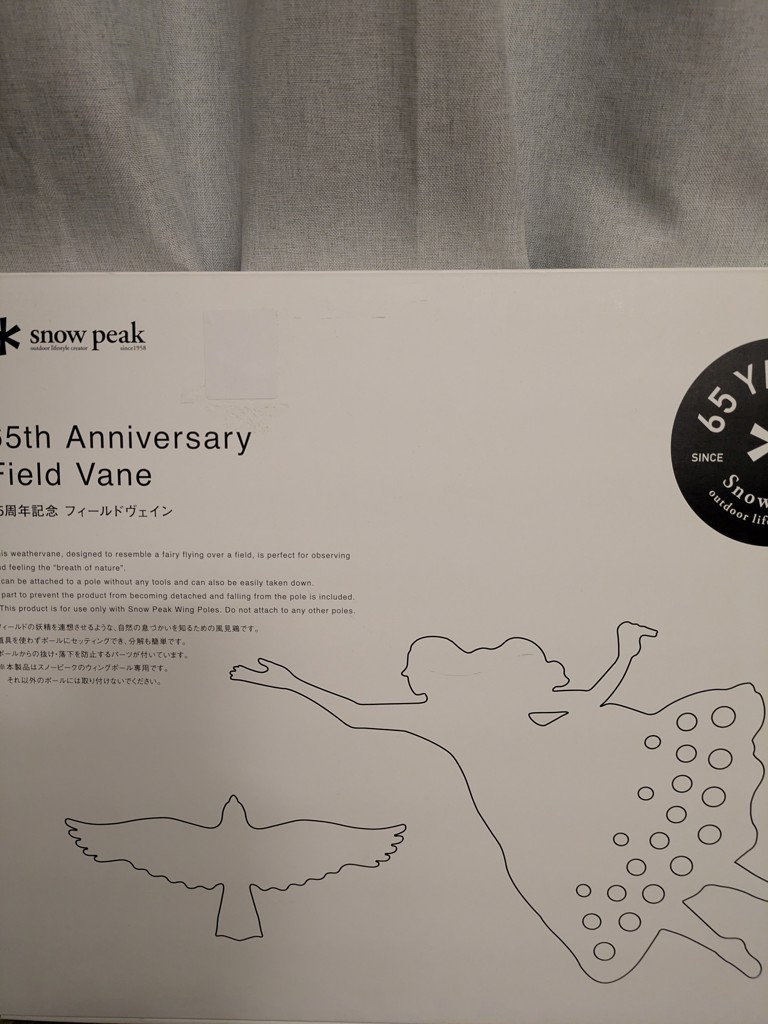 snow peak
outdoor lifestyle creator since1958
65 Y
SINCE
Snow
outdoor lif
65th Anniversary
Field Vane
5周年記念 フィールドヴェイン
is weathervane, designed to resemble a fairy flying over a field, is perfect for observing
d feeling the "breath of nature".
can be attached to a pole without any tools and can also be easily taken down.
part to prevent the product from becoming detached and falling from the pole is included.
This product is for use only with Snow Peak Wing Poles. Do not attach to any other poles.
フィールドの妖精を連想させるような、自然の息づかいを知るための風見鶏です。
道具を使わずポールにセッティングでき、分解も簡単です。
ポールからの抜け・落下を防止するパーツが付いています。
※本製品はスノーピークのウィングポール専用です。
それ以外のポールには取り付けないでください。